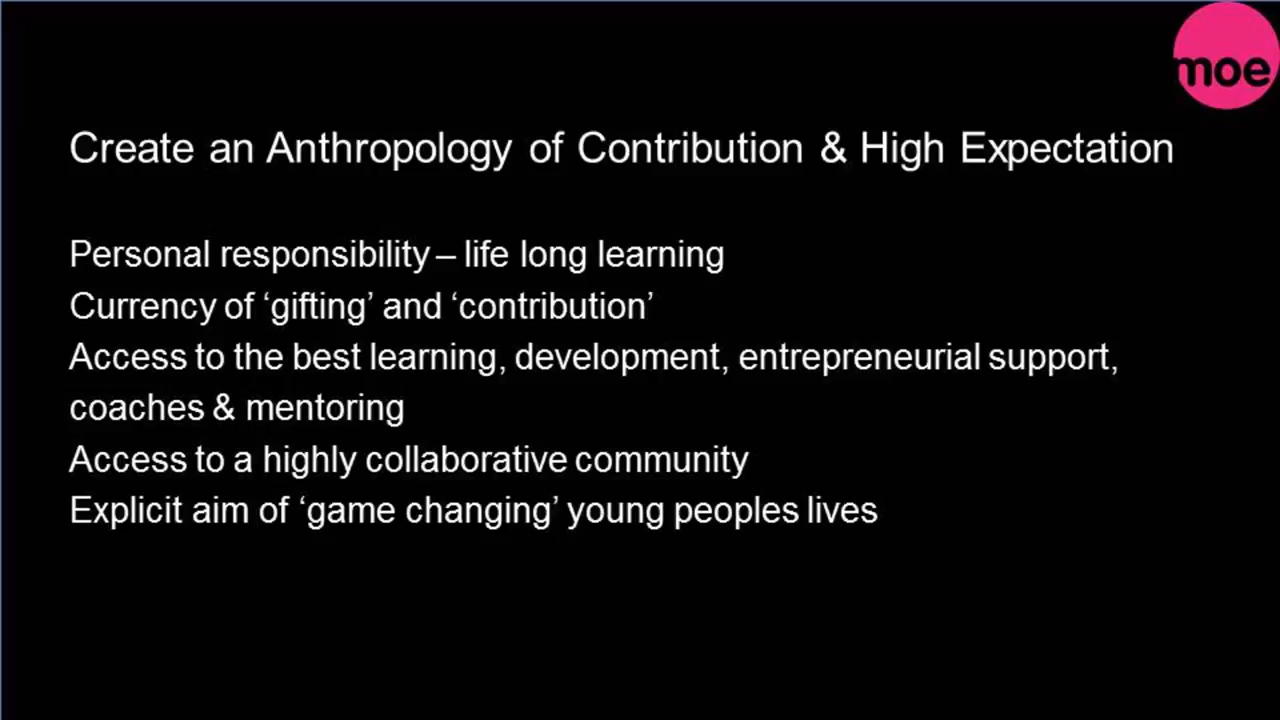 moe
Create an Anthropology of Contribution & High Expectation
Personal responsibility – life long learning
Currency of ‘gifting’ and ‘contribution’
Access to the best learning, development, entrepreneurial support,
coaches & mentoring
Access to a highly collaborative community
Explicit aim of ‘game changing’ young peoples lives